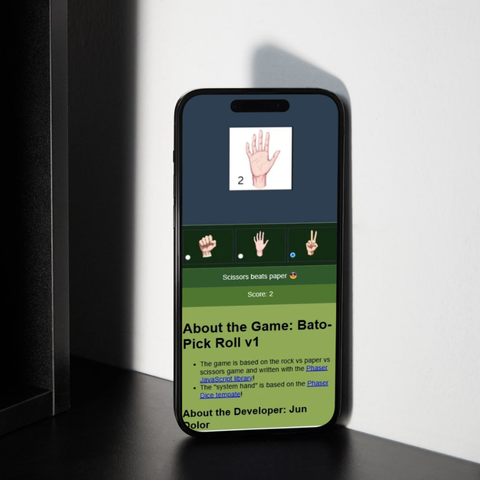 2
Scissors beats paper 😎
Score: 2
About the Game: Bato-
Pick Roll v1
The game is based on the rock vs paper vs
scissors game and written with the Phaser
JavaScript library!
The "system hand" is based on the Phaser
Dice tempate!
About the Developer: Jun
Dolor